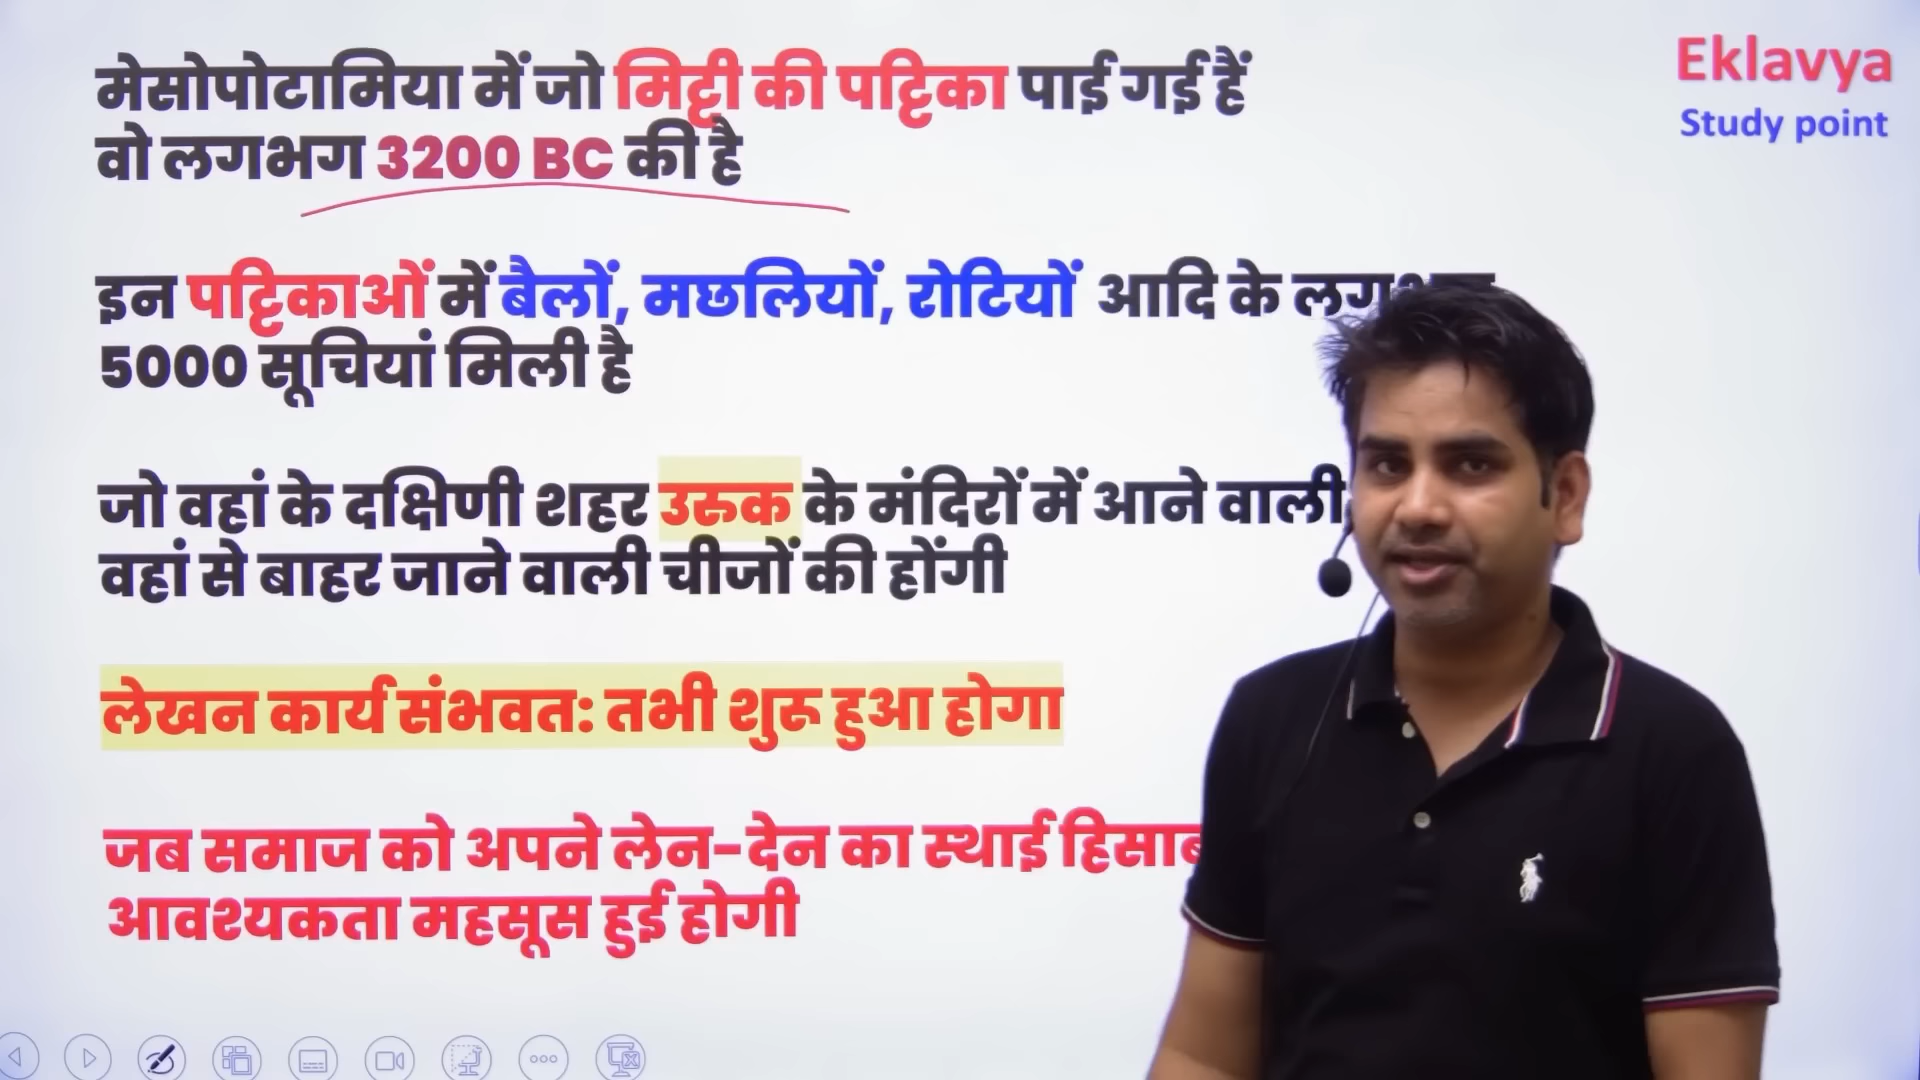 मेसोपोटामिया में जो मिट्टी की पट्टिका पाई गई हैं
वो लगभग 3200 BC की है
इन पट्टिकाओं में बैलों, मछलियों, रोटियों आदि के
5000 सूचियां मिली है
जो वहां के दक्षिणी शहर उरुक के मंदिरों में आने वाली
वहां से बाहर जाने वाली चीजों की होंगी
लेखन कार्य संभवत: तभी शुरू हुआ होगा
जब समाज को अपने लेन-देन का स्थाई
आवश्यकता महसूस हुई होगी
Eklavya
Study point